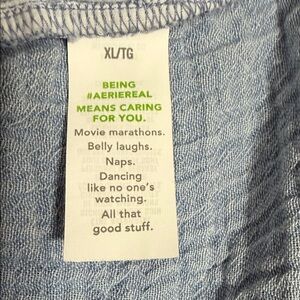 XL/TG
BEING
#AERIEREAL
MEANS CARING
FOR YOU.
Movie marathons.
Belly laughs.
Naps.
Dancing
like no one's
watching.
All that
good stuff.